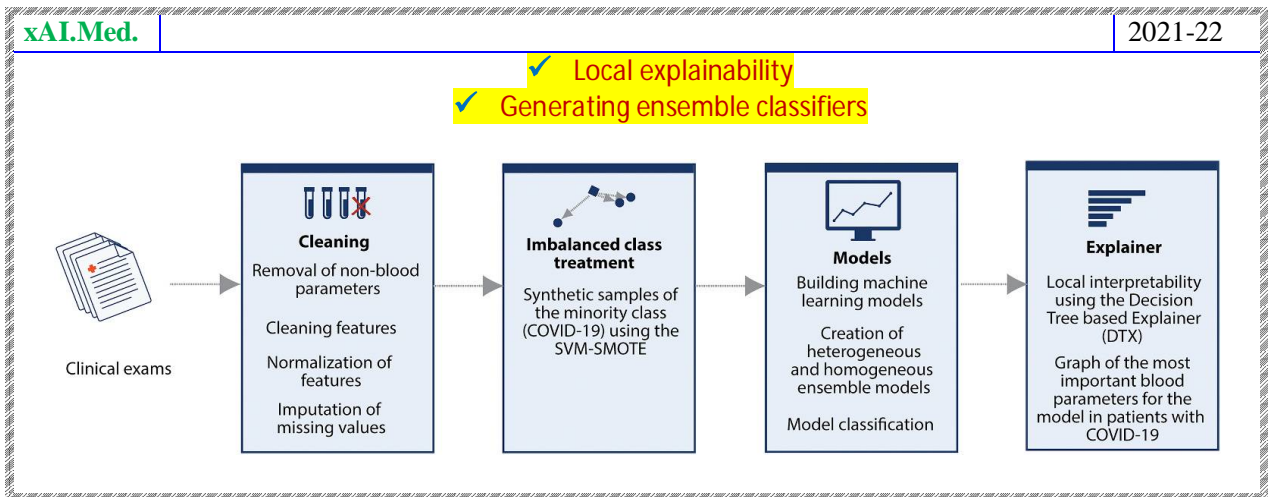 xAI.Med.
2021-22
✓ Local explainability
✓ Generating ensemble classifiers
Clinical exams
Cleaning
Removal of non-blood
parameters
Cleaning features
Normalization of
features
Imputation of
missing values
Imbalanced class
treatment
Synthetic samples of
the minority class
(COVID-19) using the
SVM-SMOTE
Models
Building machine
learning models
Creation of
heterogeneous
and homogeneous
ensemble models
Model classification
Explainer
Local interpretability
using the Decision
Tree based Explainer
(DTX)
Graph of the most
important blood
parameters for the
model in patients with
COVID-19